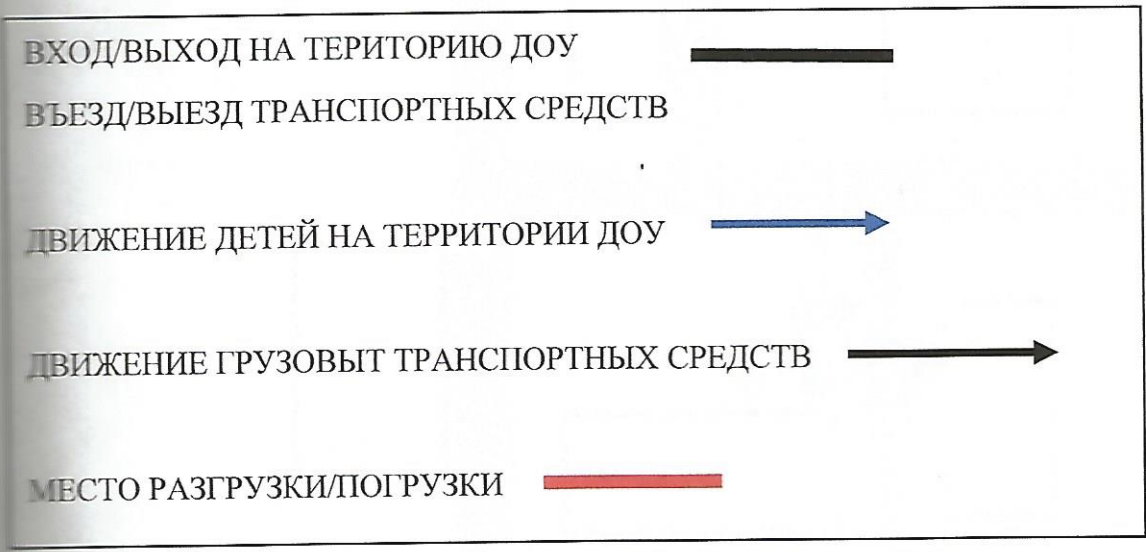 ВХОД/ВЫХОД НА ТЕРИТОРИЮ ДОУ
ВЪЕЗД/ВЫЕЗД ТРАНСПОРТНЫХ СРЕДСТВ
ДВИЖЕНИЕ ДЕТЕЙ НА ТЕРРИТОРИИ ДОУ
ДВИЖЕНИЕ ГРУЗОВЫТ ТРАНСПОРТНЫХ СРЕДСТВ
МЕСТО РАЗГРУЗКИ/ПОГРУЗКИ